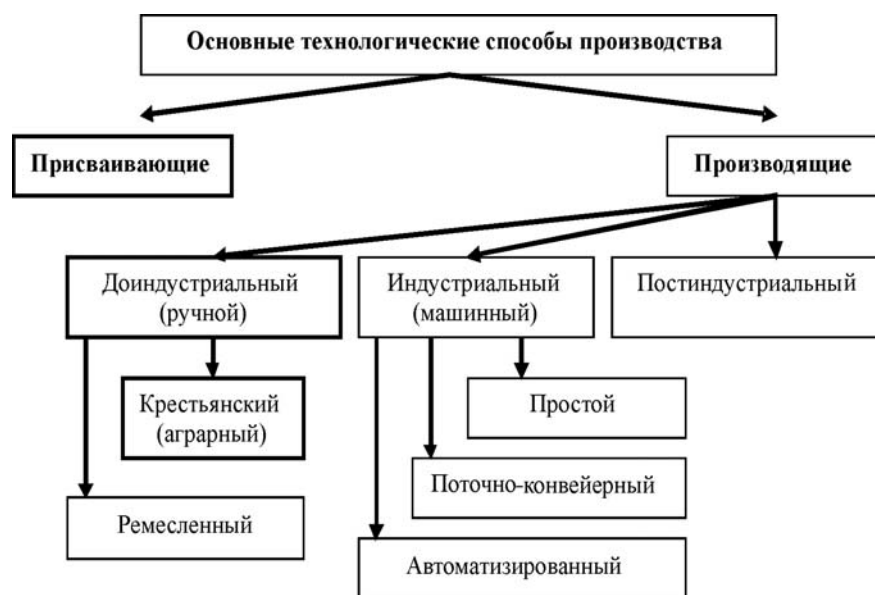 Основные технологические способы производства
Присваивающие
Производящие
Доиндустриальный
(ручной)
Индустриальный
(машинный)
Постиндустриальный
Крестьянский
(аграрный)
Простой
Поточно-конвейерный
Ремесленный
Автоматизированный